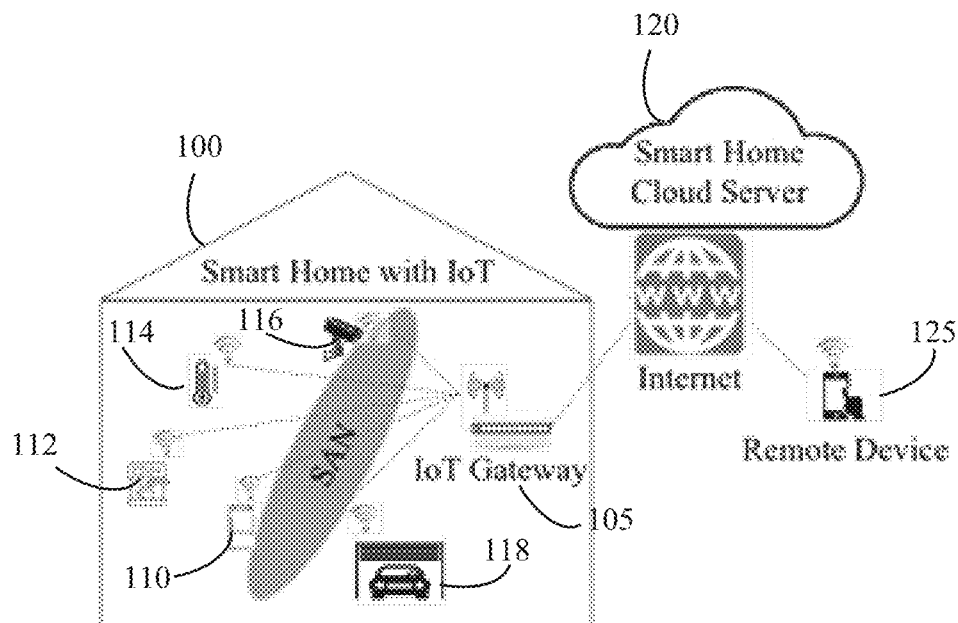 120
100
Smart Home
Cloud Server
Smart Home with IoT
WWW
116
114
125
Internet
112
IoT Gateway
Remote Device
105
118
110